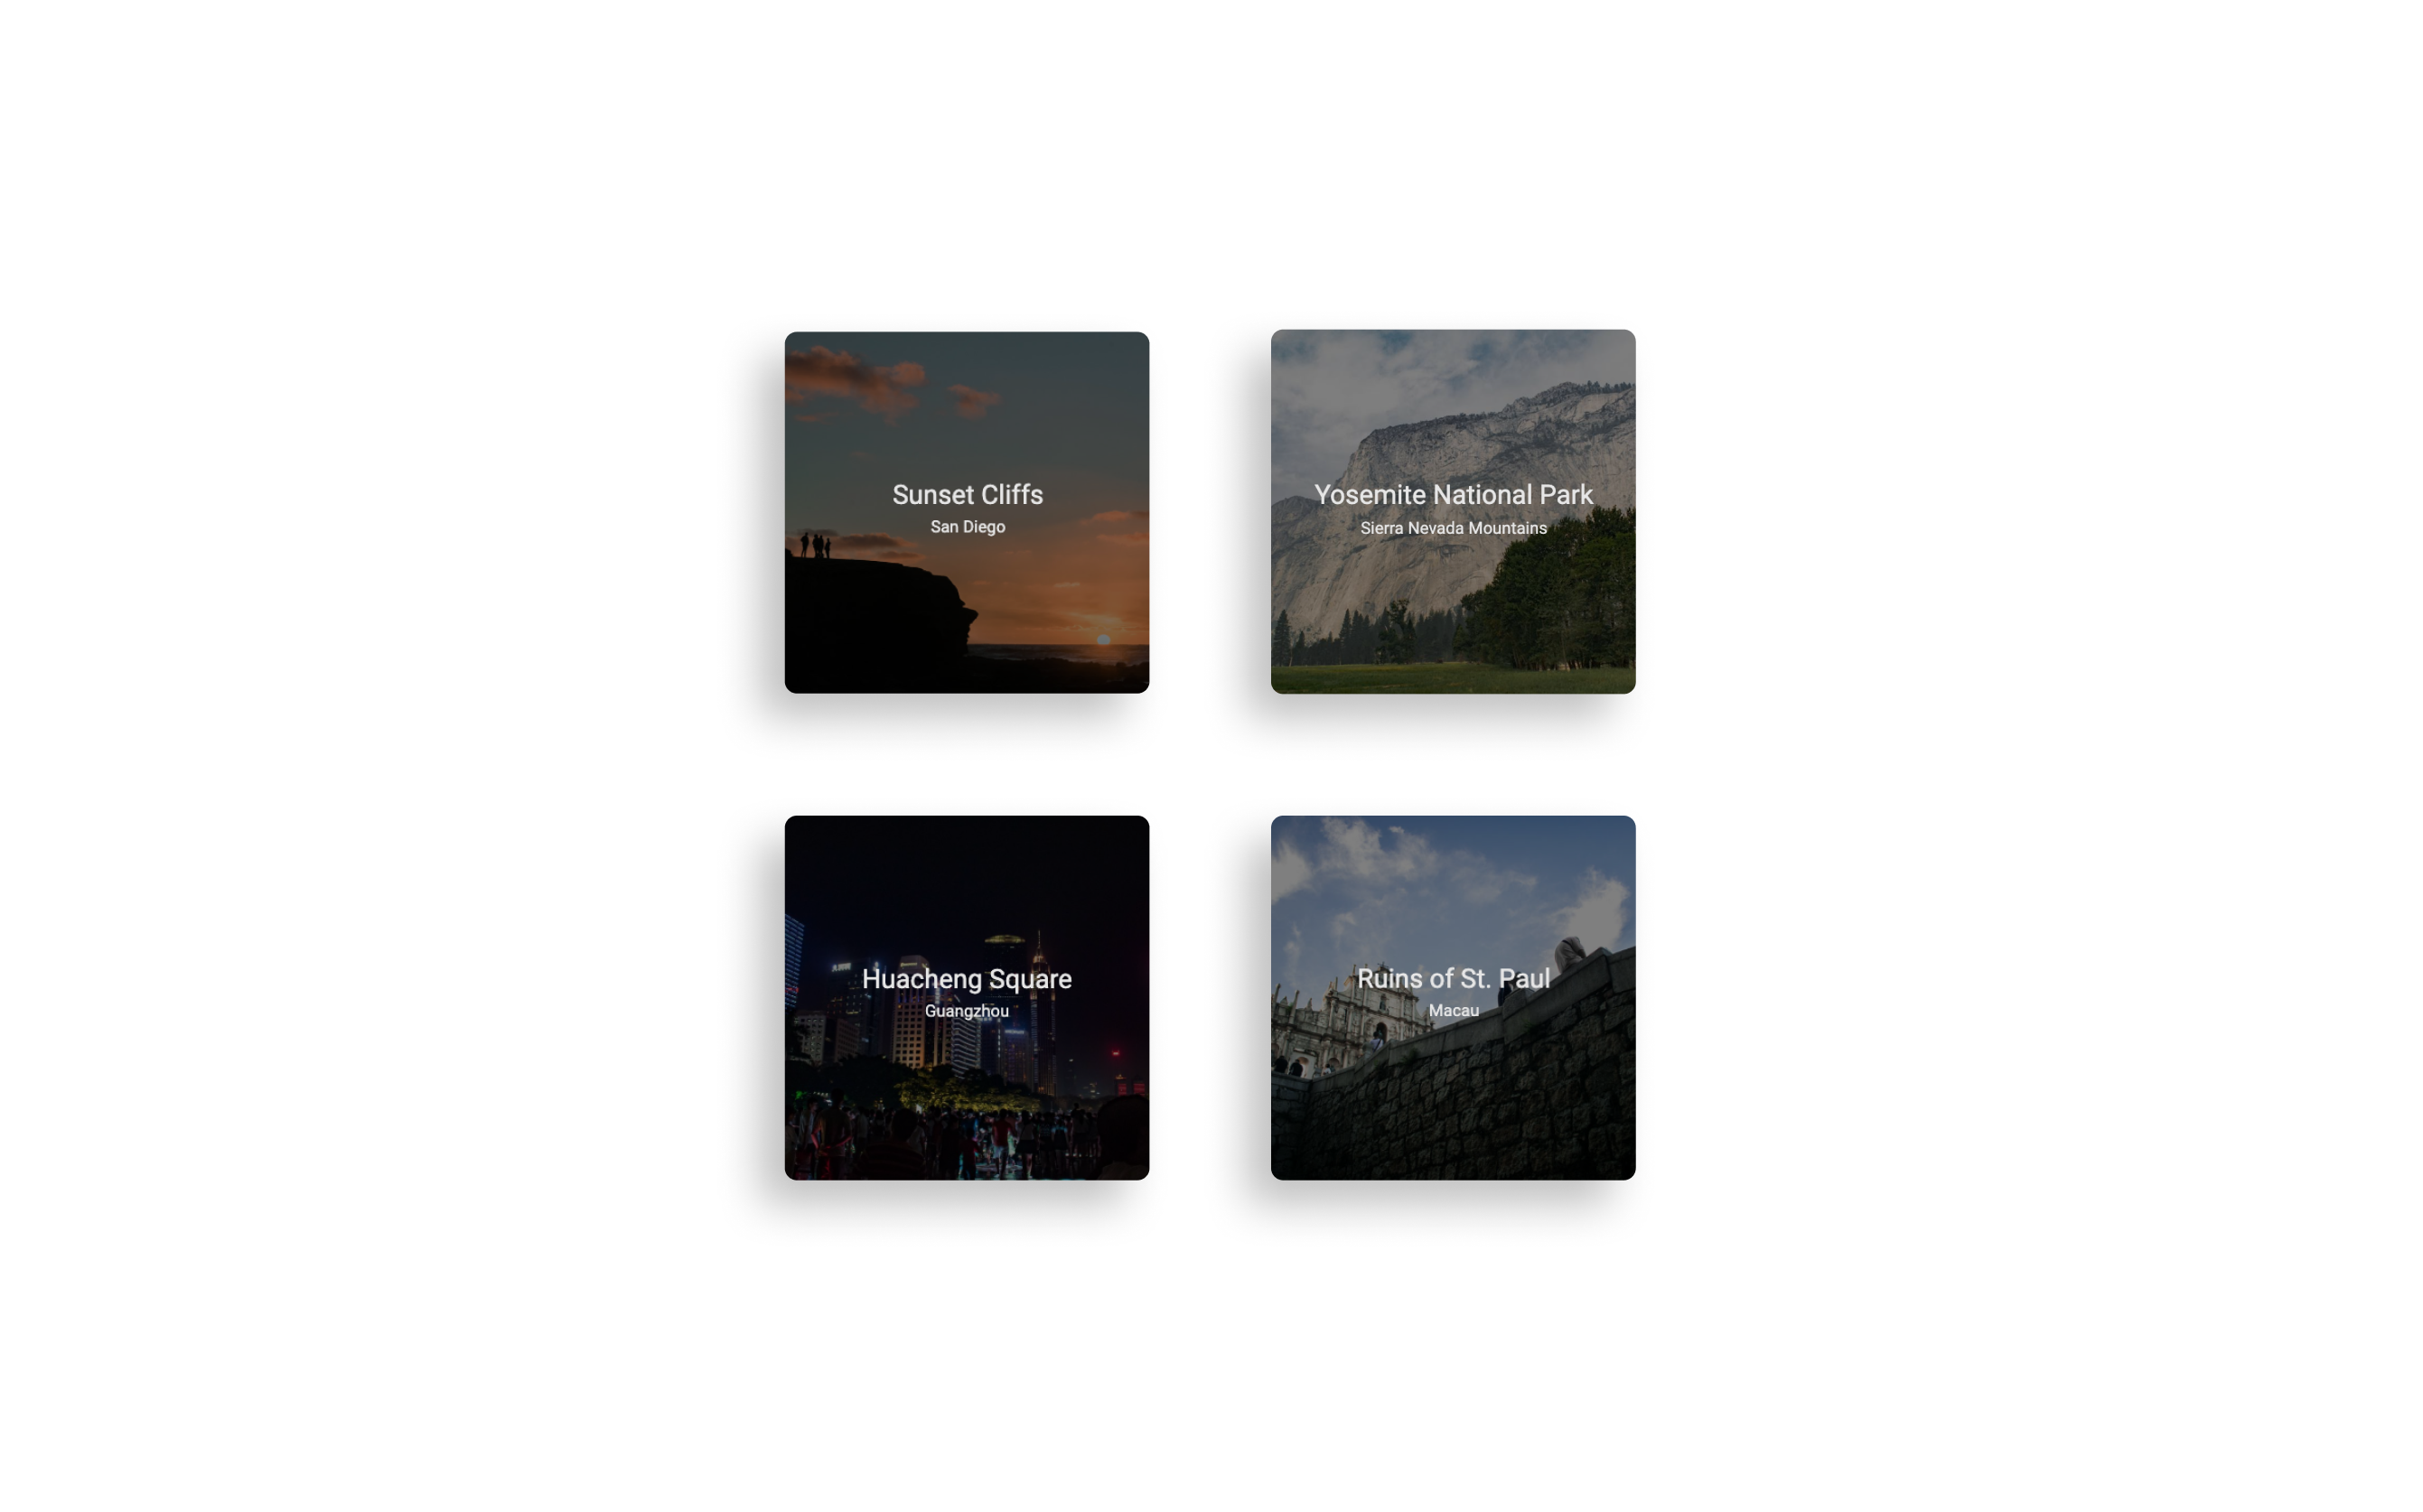 Sunset Cliffs
San Diego
Yosemite National Park
Sierra Nevada Mountains
Huacheng Square
Guangzhou
Ruins of St. Paul
Macau